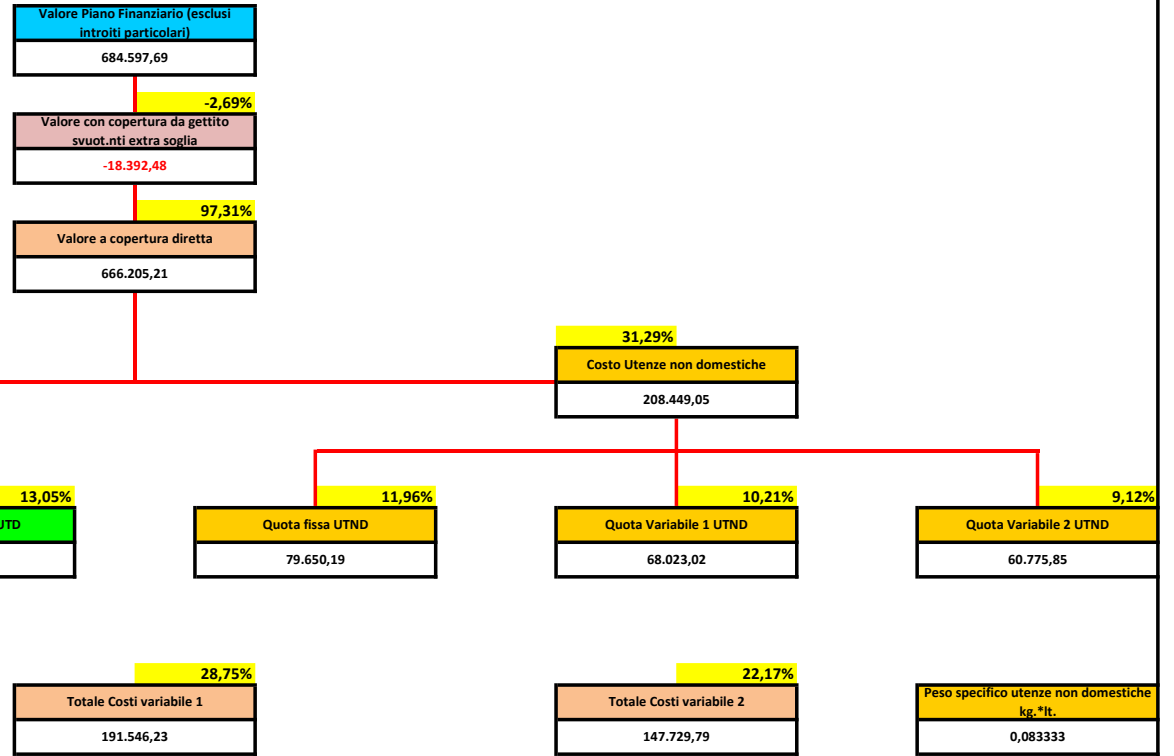 Valore Piano Finanziario (esclusi
introiti particolari)
684.597,69
-2,69%
Valore con copertura da gettito
svuot.nti extra soglia
-18.392,48
97,31%
Valore a copertura diretta
666.205,21
31,29%
Costo Utenze non domestiche
208.449,05
13,05%
UTD
11,96%
Quota fissa UTND
79.650,19
10,21%
Quota Variabile 1 UTND
68.023,02
9,12%
Quota Variabile 2 UTND
60.775,85
28,75%
Totale Costi variabile 1
191.546,23
22,17%
Totale Costi variabile 2
147.729,79
Peso specifico utenze non domestiche
kg.*lt.
0,083333